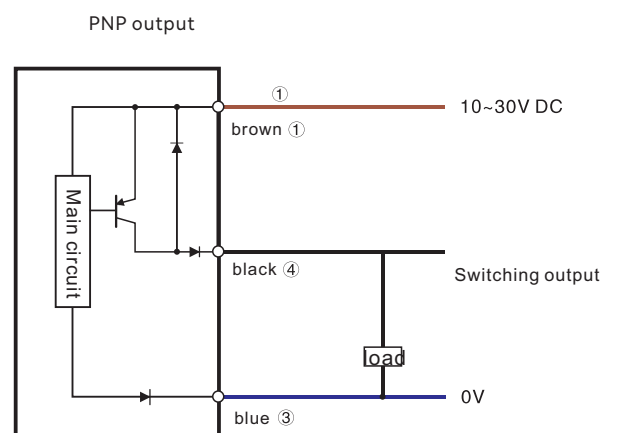 PNP output
①
10~30V DC
brown ①
Main circuit
black ④
Switching output
load
0V
blue ③